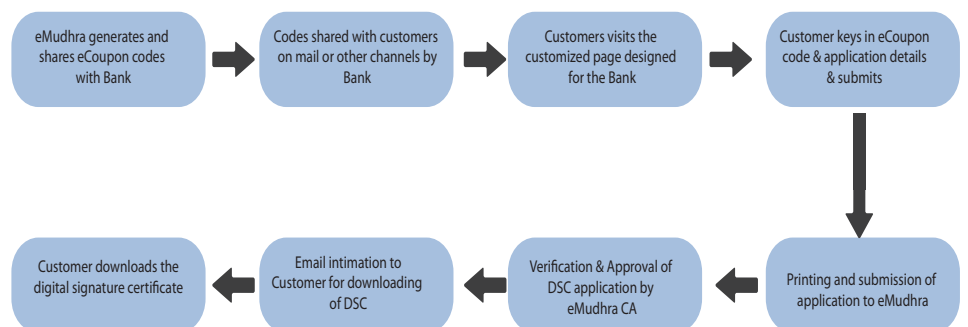 eMudhra generates and
shares eCoupon codes
with Bank
Codes shared with customers
on mail or other channels by
Bank
Customers visits the
customized page designed
for the Bank
Customer keys in eCoupon
code & application details
& submits
Printing and submission of
application to eMudhra
Verification & Approval of
DSC application by
eMudhra CA
Email intimation to
Customer for downloading
of DSC
Customer downloads the
digital signature certificate